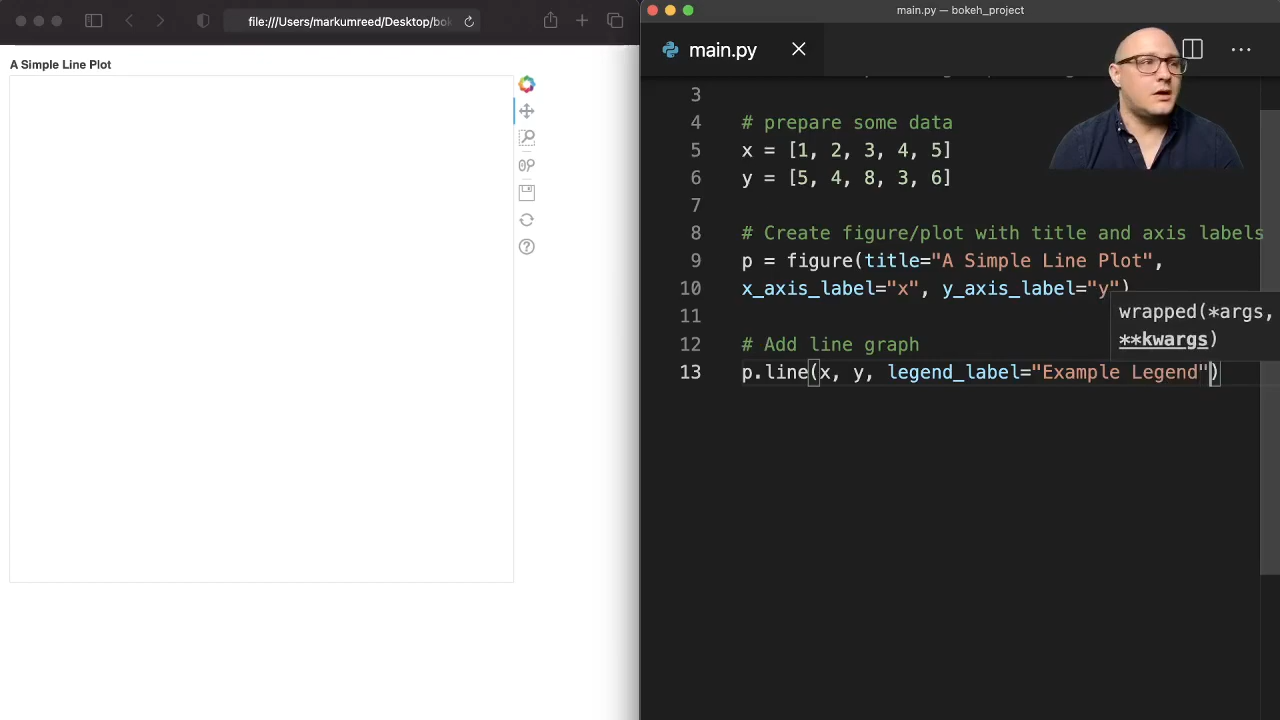 file:///Users/markumreed/Desktop/bok
main.py — bokeh_project
main.py
A Simple Line Plot
3
4 # prepare some data
5 x = [1, 2, 3, 4, 5]
6 y = [5, 4, 8, 3, 6]
7
8 # Create figure/plot with title and axis labels
9 p = figure(title="A Simple Line Plot",
10 x_axis_label="x", y_axis_label="y")
11
wrapped(*args,
12 # Add line graph
**kwargs)
13 p.line(x, y, legend_label="Example Legend")